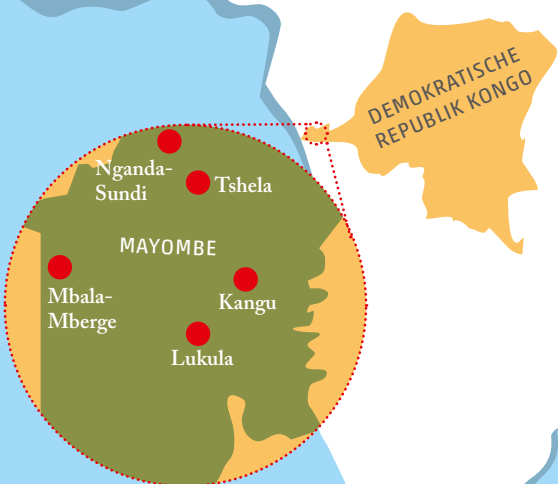 DEMOKRATISCHE
REPUBLIK KONGO
Nganda-
Sundi
Tshela
MAYOMBE
Mbala-
Mberge
Kangu
Lukula